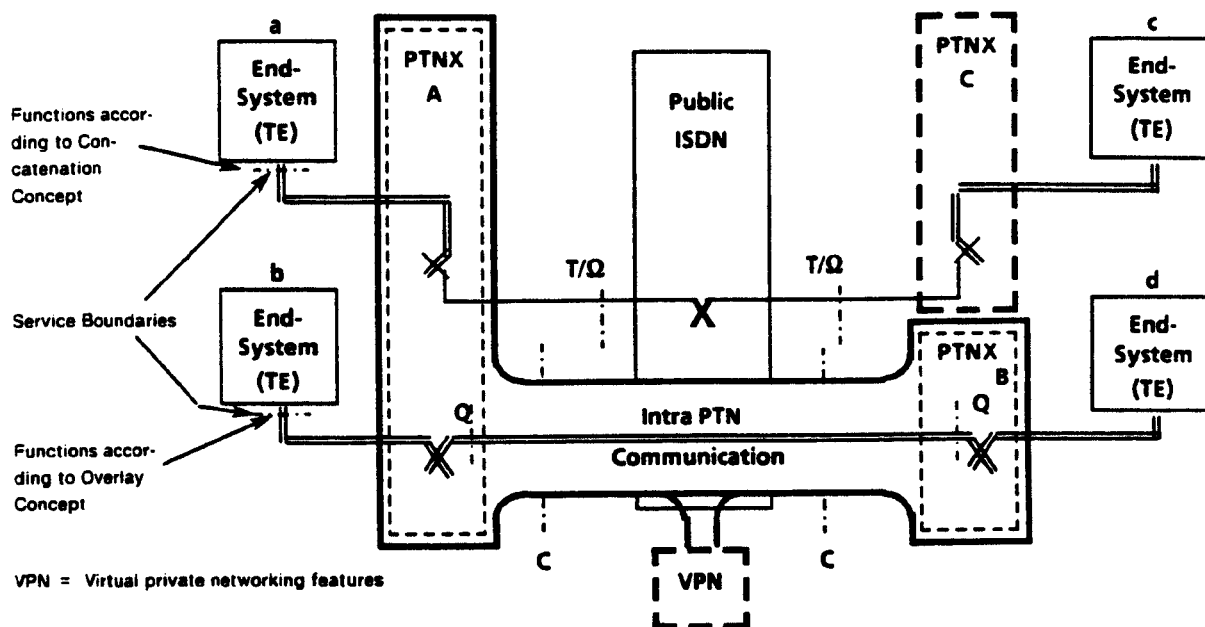 a
End-
System
(TE)
PTNX
A
Public
ISDN
PTNX
C
c
End-
System
(TE)
Functions accor-
ding to Con-
catenation
Concept
T/Ω
T/Ω
b
End-
System
(TE)
Service Boundaries
d
End-
System
(TE)
PTNX
B
Q
Q
Intra PTN
Communication
Functions accor-
ding to Overlay
Concept
C
C
VPN
VPN = Virtual private networking features